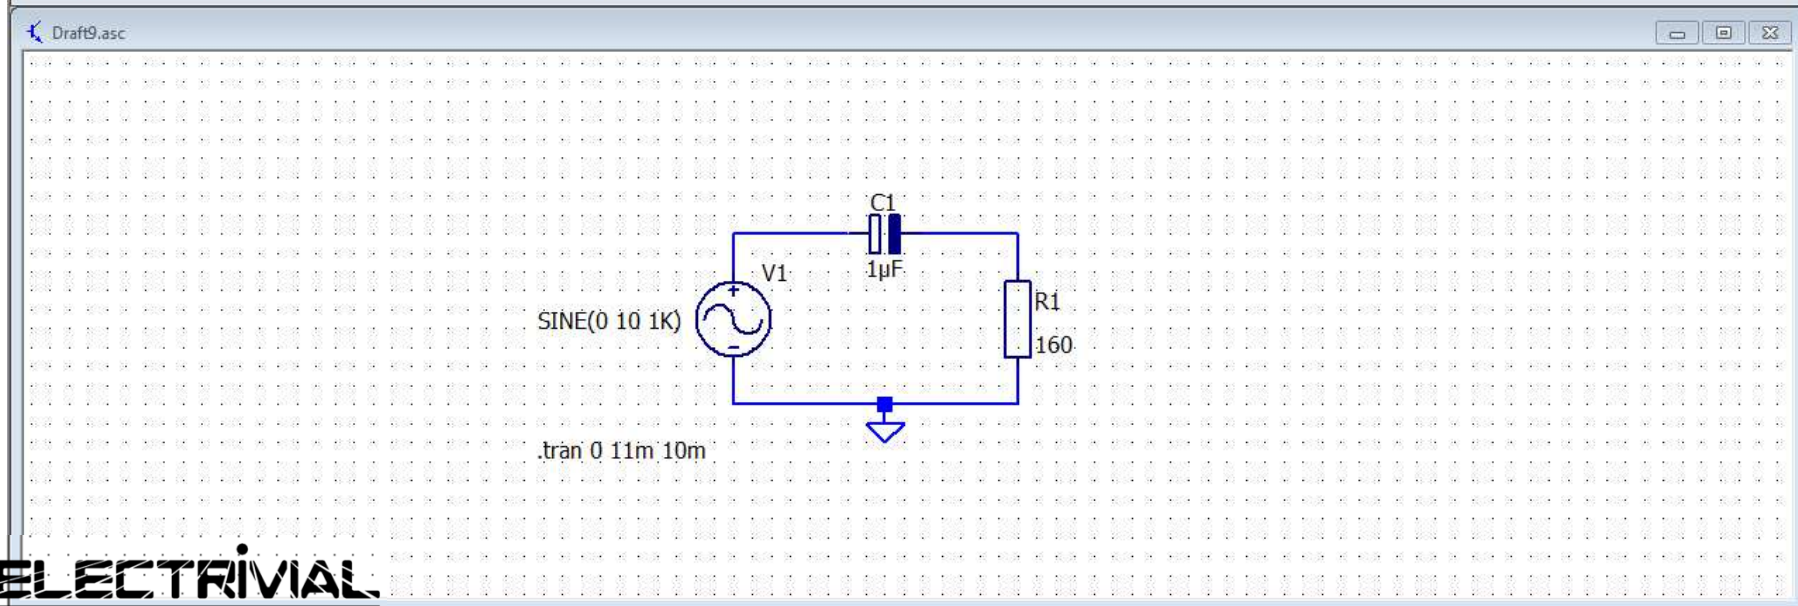 Draft9.asc
C1
1µF
V1
SINE(0 10 1K)
R1
160
.tran 0 11m 10m
ELECTRIVIAL